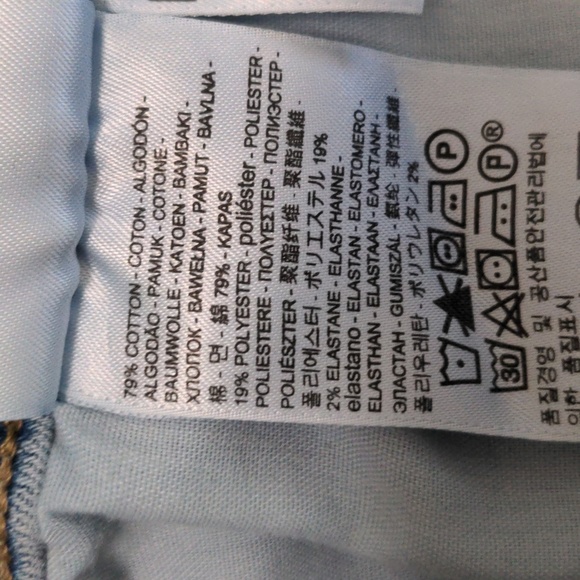 79% COTTON - COTON - ALGODÓN -
ALGODÃO - PAMUK - COTONE -
BAUMWOLLE - KATOEN - BAMBAKI -
ХЛОПОК - BAWEŁNA - PAMUT - BAVLNA -
棉 - 면 - 綿 79% - KAPAS
19% POLYESTER - poliéster - POLIESTER -
POLIESTERE - ΠΟΛΥΕΣΤΕΡ - ПОЛИЭСТЕР -
POLIÉSZTER - 聚酯纤维 - 聚酯纖維 -
폴리에스터 - ポリエステル 19%
2% ELASTANE - ELASTHANNE -
elastano - ELASTAN - ELASTOMERO -
ELASTHAN - ELASTAAN - ΕΛΑΣΤΑΝΗ -
ЭЛАСТАН - GUMISZÁL - 氨纶 - 彈性纖維 -
폴리우레탄 - ポリウレタン 2%
P
30 P ®
품질경영 및 공산품안전관리법에
이한 품질표시